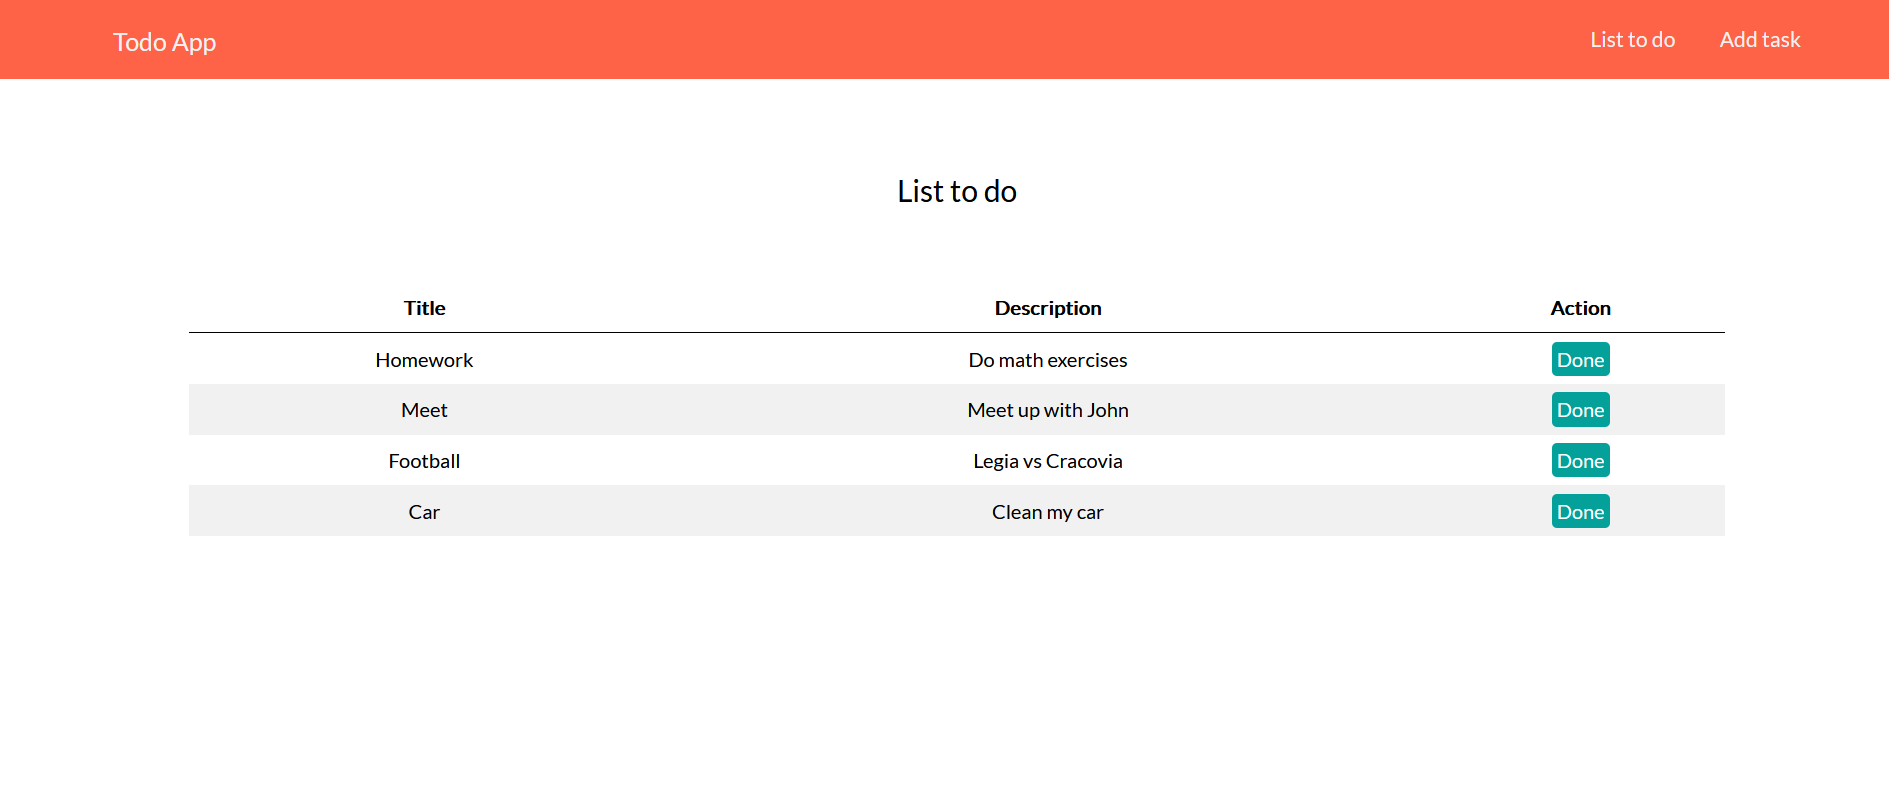 Todo App List to do Add task
List to do
Title Description Action
Homework Do math exercises Done
Meet Meet up with John Done
Football Legia vs Cracovia Done
Car Clean my car Done